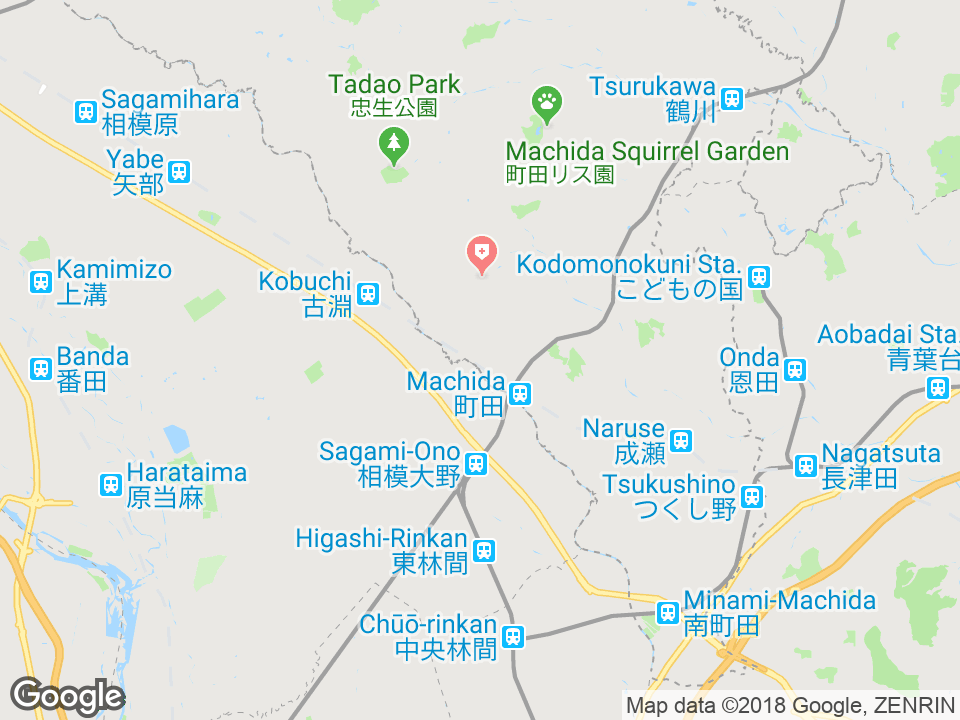 Tadao Park
忠生公園
Tsurukawa
鶴川
Sagamihara
相模原
Machida Squirrel Garden
町田リス園
Yabe
矢部
Kodomonokuni Sta.
こどもの国
Kamimizo
上溝
Kobuchi
古淵
Aobadai Sta.
青葉台
Banda
番田
Onda
恩田
Machida
町田
Naruse
成瀬
Sagami-Ono
相模大野
Nagatsuta
長津田
Harataima
原当麻
Tsukushino
つくし野
Higashi-Rinkan
東林間
Minami-Machida
南町田
Chūō-rinkan
中央林間
Google
Map data ©2018 Google, ZENRIN